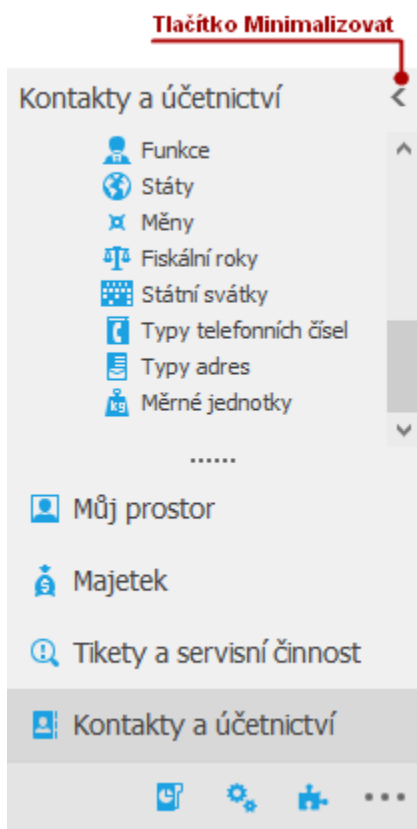 Tlačítko Minimalizovat
Kontakty a účetnictví
Funkce
Státy
Měny
Fiskální roky
Státní svátky
Typy telefonních čísel
Typy adres
kg Měrné jednotky
Můj prostor
Majetek
Tikety a servisní činnost
Kontakty a účetnictví